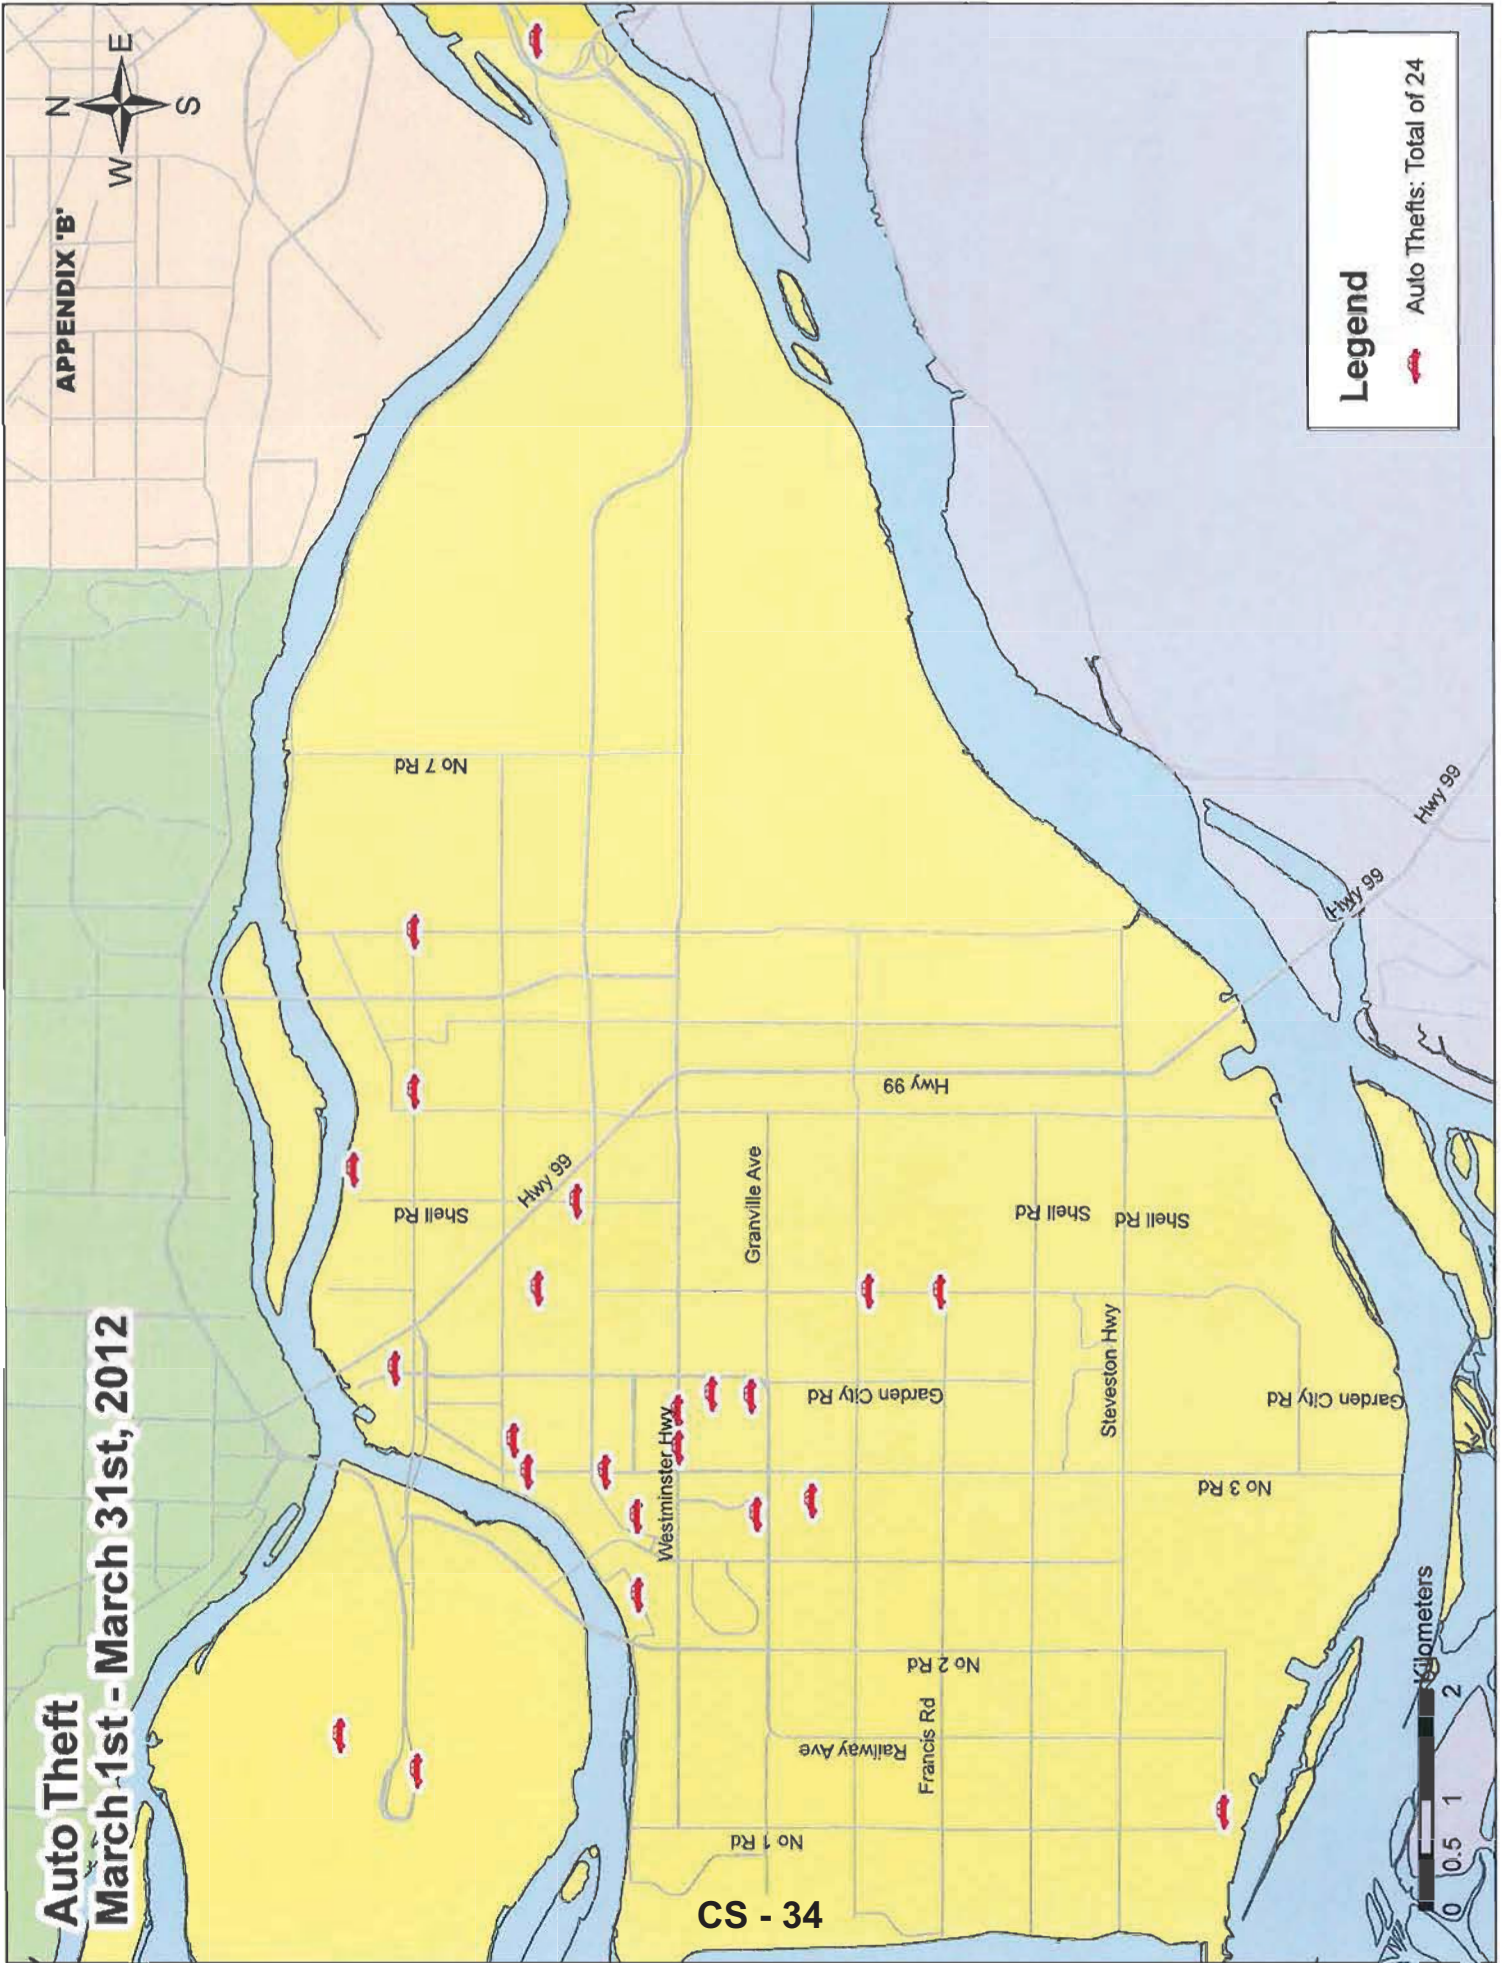 Auto Theft
March 1st - March 31st, 2012
APPENDIX 'B'
N
W
E
S
No 7 Rd
Shell Rd
Hwy 99
Hwy 99
Granville Ave
Shell Rd
Shell Rd
Westminster Hwy
Garden City Rd
Steveston Hwy
Garden City Rd
No 3 Rd
No 2 Rd
Francis Rd
Railway Ave
No 1 Rd
Hwy 99
Hwy 99
Legend
Auto Thefts: Total of 24
0 0.5 1 2
Kilometers
CS - 34